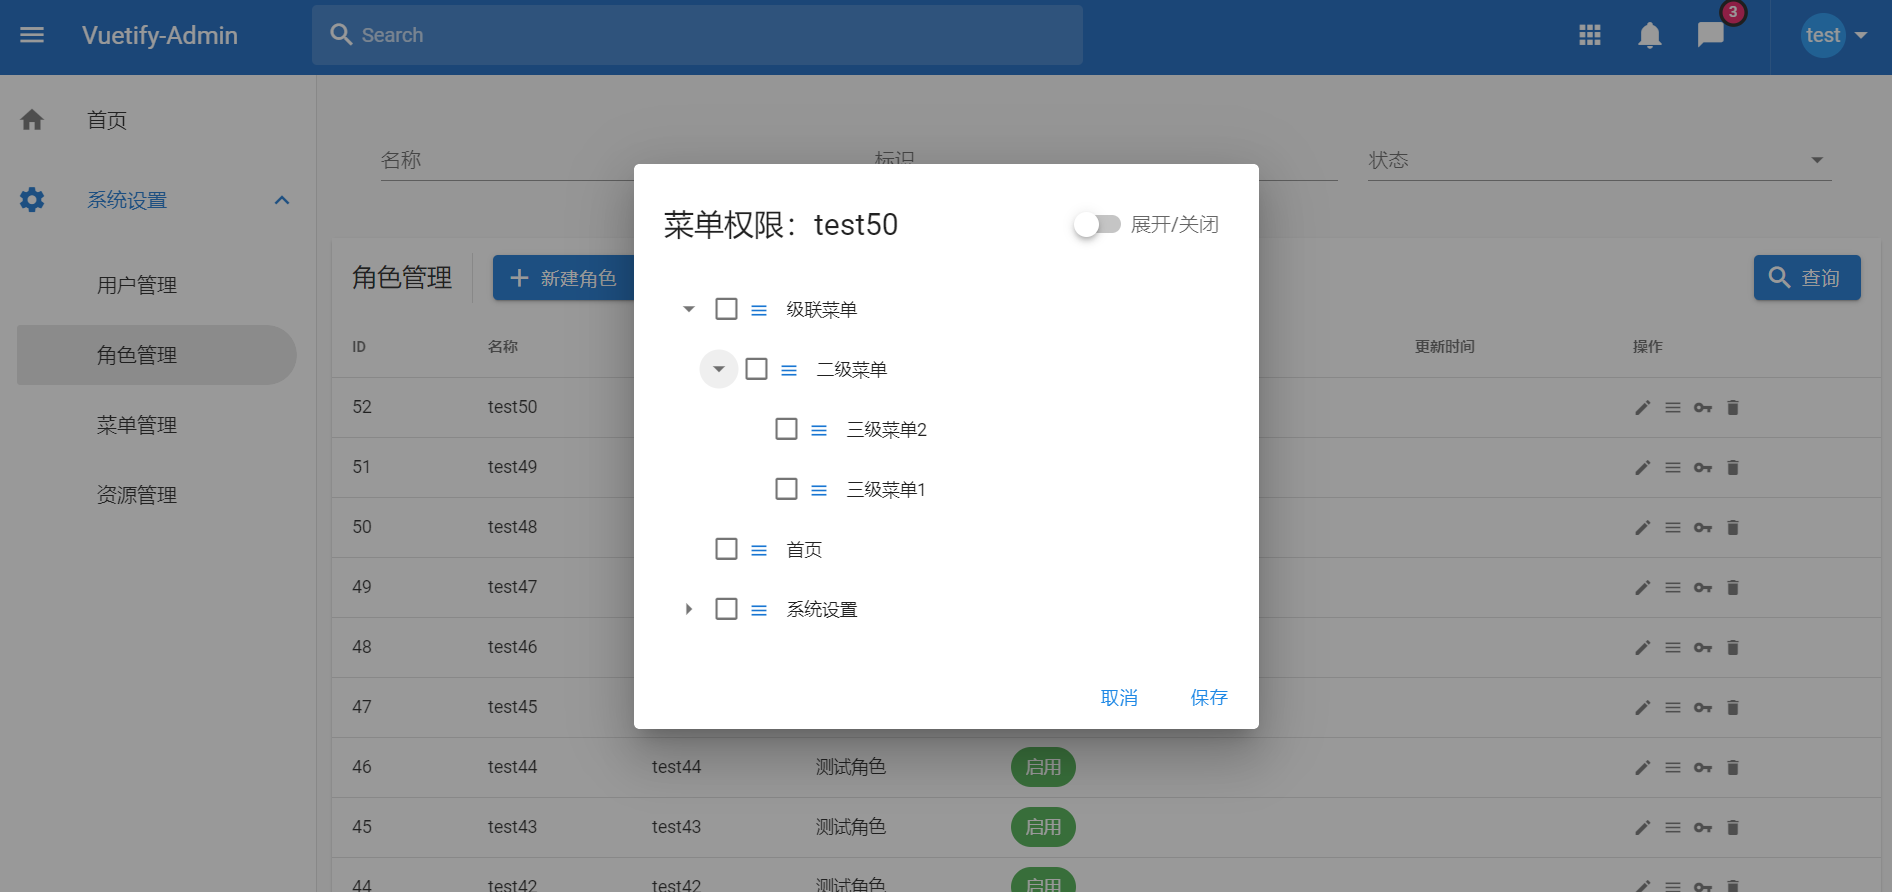 Vuetify-Admin
Search
3
test
首页
系统设置
用户管理
角色管理
菜单管理
资源管理
名称
标识
状态
角色管理
新建角色
查询
ID 名称 更新时间 操作
52 test50
51 test49
50 test48
49 test47
48 test46
47 test45
46 test44 test44 测试角色 启用
45 test43 test43 测试角色 启用
44 test42 test42 测试角色 启用
菜单权限：test50
展开/关闭
级联菜单
二级菜单
三级菜单2
三级菜单1
首页
系统设置
取消 保存